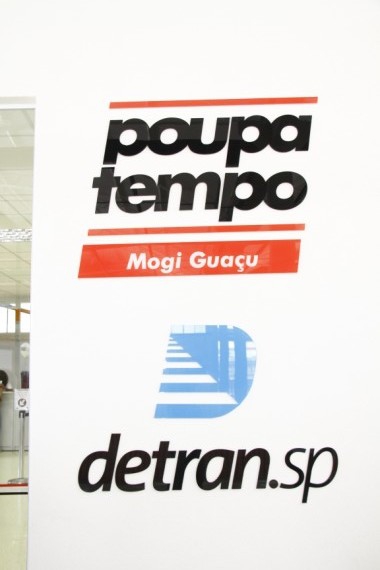 poupa
tempo
Mogi Guaçu
detran.sp